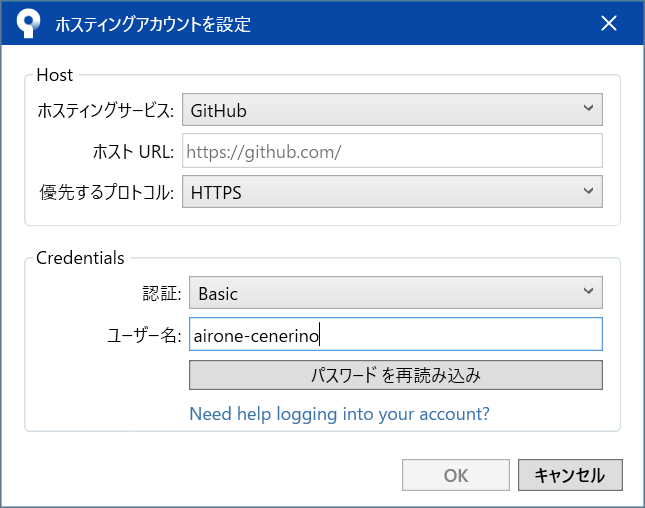 ホスティングアカウントを設定
Host
ホスティングサービス: GitHub
ホスト URL: https://github.com/
優先するプロトコル: HTTPS
Credentials
認証: Basic
ユーザー名: airone-cenerino
パスワードを再読み込み
Need help logging into your account?
OK キャンセル